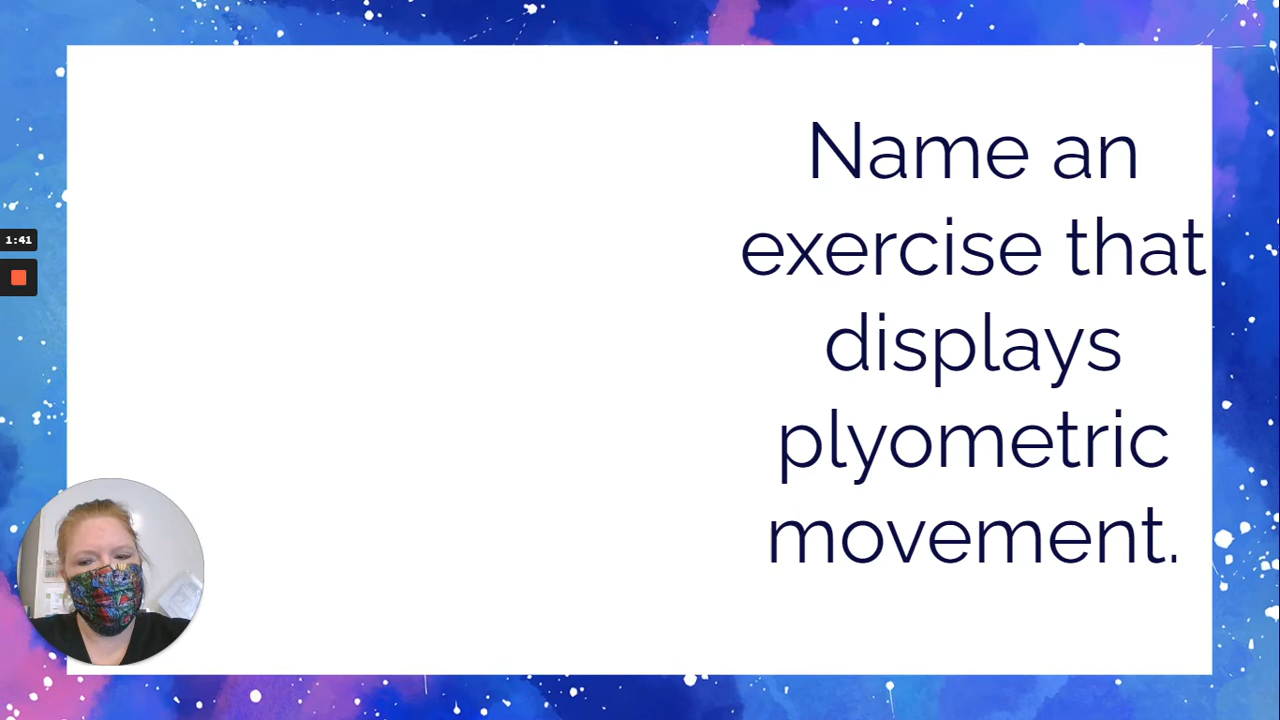 Name an
exercise that
displays
plyometric
movement.
1:41